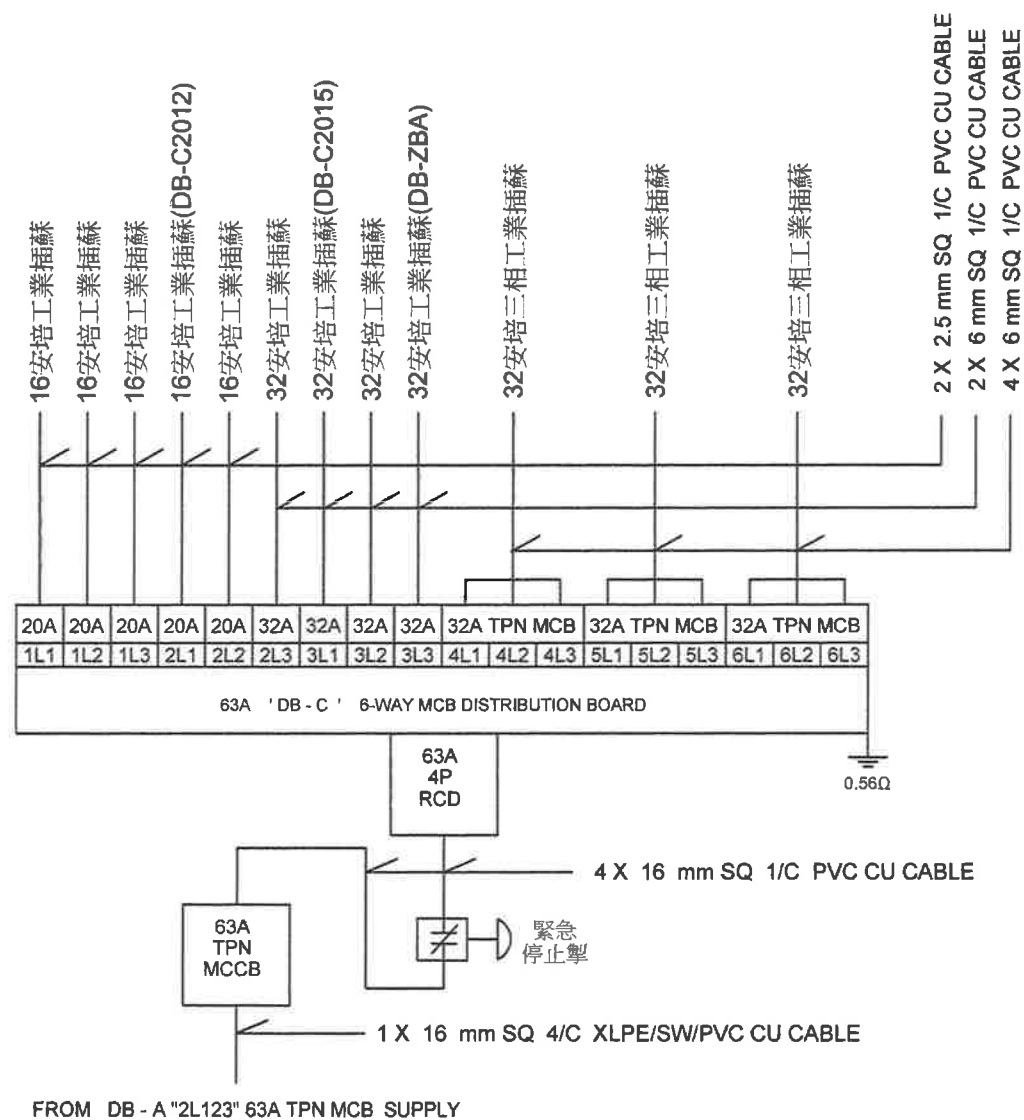 16安培工業插蘇
16安培工業插蘇
16安培工業插蘇
16安培工業插蘇(DB-C2012)
16安培工業插蘇
32安培工業插蘇
32安培工業插蘇(DB-C2015)
32安培工業插蘇
32安培工業插蘇(DB-ZBA)
32安培三相工業插蘇
32安培三相工業插蘇
32安培三相工業插蘇
2 X 2.5 mm SQ 1/C PVC CU CABLE
2 X 6 mm SQ 1/C PVC CU CABLE
4 X 6 mm SQ 1/C PVC CU CABLE
20A 20A 20A 20A 20A 32A 32A 32A 32A 32A TPN MCB 32A TPN MCB 32A TPN MCB
1L1 1L2 1L3 2L1 2L2 2L3 3L1 3L2 3L3 4L1 4L2 4L3 5L1 5L2 5L3 6L1 6L2 6L3
63A ' DB - C ' 6-WAY MCB DISTRIBUTION BOARD
63A
4P
RCD
0.56Ω
4 X 16 mm SQ 1/C PVC CU CABLE
63A
TPN
MCCB
緊急
停止掣
1 X 16 mm SQ 4/C XLPE/SW/PVC CU CABLE
FROM DB - A "2L123" 63A TPN MCB SUPPLY